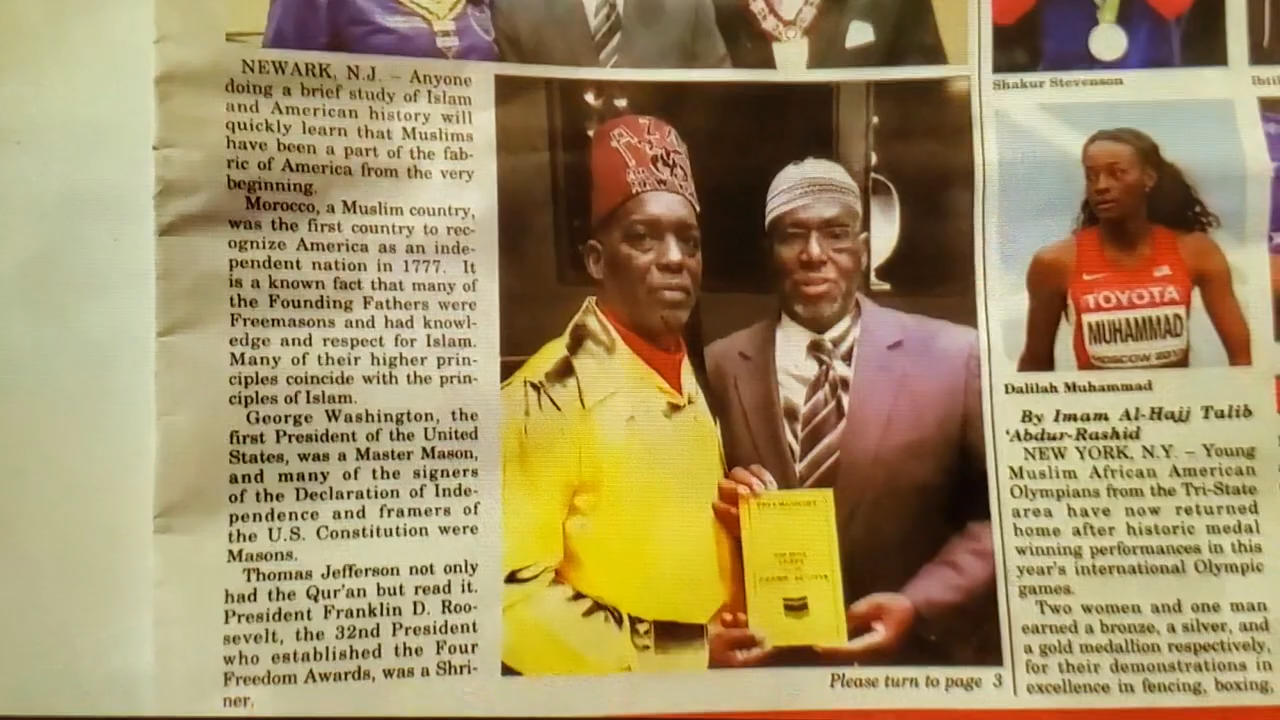 NEWARK, N.J. – Anyone
doing a brief study of Islam
and American history will
quickly learn that Muslims
have been a part of the fab-
ric of America from the very
beginning.
Morocco, a Muslim country,
was the first country to rec-
ognize America as an inde-
pendent nation in 1777. It
is a known fact that many of
the Founding Fathers were
Freemasons and had knowl-
edge and respect for Islam.
Many of their higher prin-
ciples coincide with the prin-
ciples of Islam.
George Washington, the
first President of the United
States, was a Master Mason,
and many of the signers
of the Declaration of Inde-
pendence and framers of
the U.S. Constitution were
Masons.
Thomas Jefferson not only
had the Qur'an but read it.
President Franklin D. Roo-
sevelt, the 32nd President
who established the Four
Freedom Awards, was a Shri-
ner.
Please turn to page 3
Shakur Stevenson
TOYOTA
MUHAMMAD
Dalilah Muhammad
By Imam Al-Hajj Talib
'Abdur-Rashid
NEW YORK, N.Y. – Young
Muslim African American
Olympians from the Tri-State
area have now returned
home after historic medal
winning performances in this
year's international Olympic
games.
Two women and one man
earned a bronze, a silver, and
a gold medallion respectively,
for their demonstrations in
excellence in fencing, boxing,